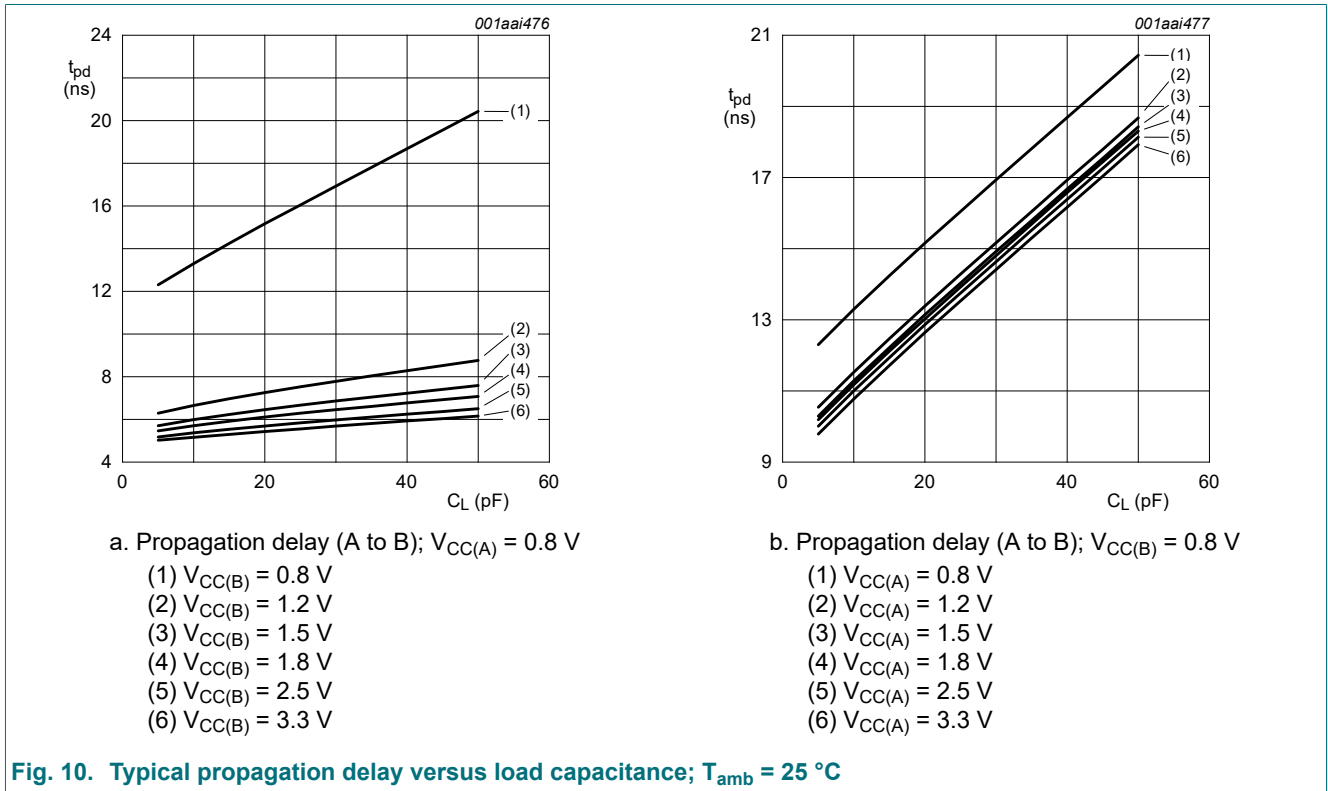 001aai476
24
t_pd
(ns)
20
16
12
8
4
0
20
40
60
C_L (pF)
(1)
(2)
(3)
(4)
(5)
(6)
a. Propagation delay (A to B); V_CC(A) = 0.8 V
(1) V_CC(B) = 0.8 V
(2) V_CC(B) = 1.2 V
(3) V_CC(B) = 1.5 V
(4) V_CC(B) = 1.8 V
(5) V_CC(B) = 2.5 V
(6) V_CC(B) = 3.3 V
001aai477
21
t_pd
(ns)
17
13
9
0
20
40
60
C_L (pF)
(1)
(2)
(3)
(4)
(5)
(6)
b. Propagation delay (A to B); V_CC(B) = 0.8 V
(1) V_CC(A) = 0.8 V
(2) V_CC(A) = 1.2 V
(3) V_CC(A) = 1.5 V
(4) V_CC(A) = 1.8 V
(5) V_CC(A) = 2.5 V
(6) V_CC(A) = 3.3 V
Fig. 10. Typical propagation delay versus load capacitance; T_amb = 25 °C